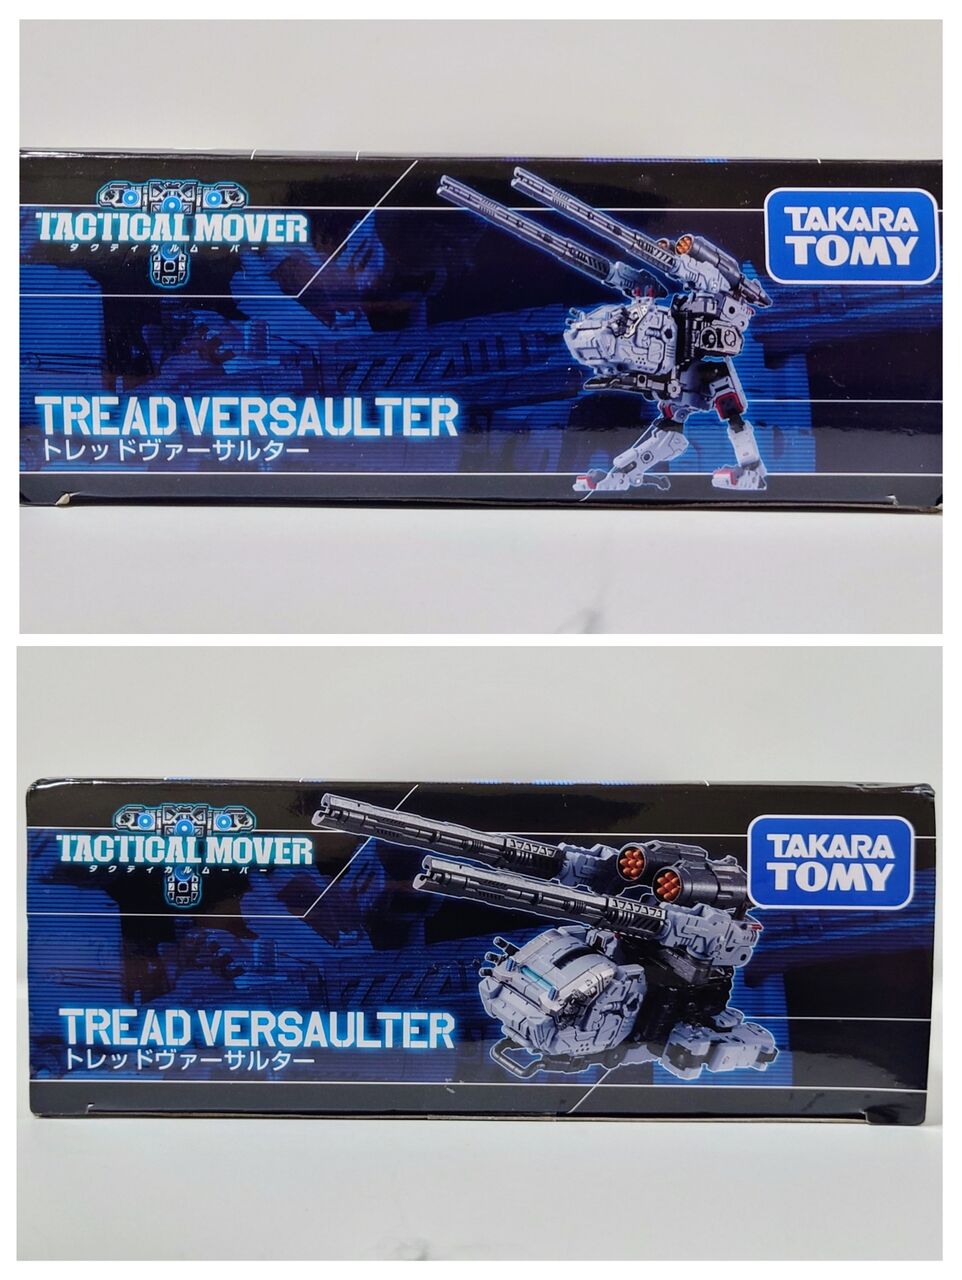 TACTICAL MOVER
タクティカルムーバー
TAKARA
TOMY
TREAD VERSAULTER
トレッドヴァーサルター
TACTICAL MOVER
タクティカルムーバー
TAKARA
TOMY
TREAD VERSAULTER
トレッドヴァーサルター